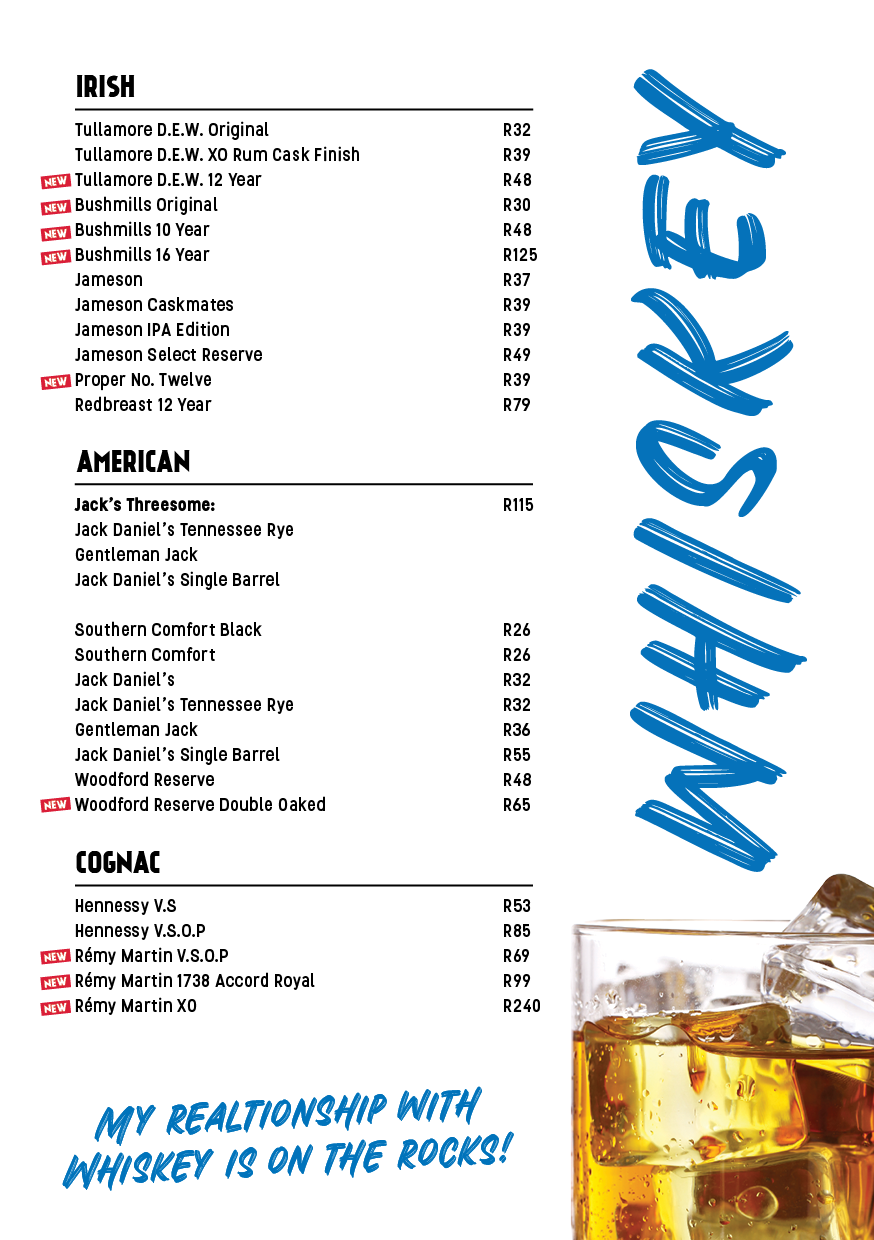 IRISH
Tullamore D.E.W. Original R32
Tullamore D.E.W. XO Rum Cask Finish R39
NEW Tullamore D.E.W. 12 Year R48
NEW Bushmills Original R30
NEW Bushmills 10 Year R48
NEW Bushmills 16 Year R125
Jameson R37
Jameson Caskmates R39
Jameson IPA Edition R39
Jameson Select Reserve R49
NEW Proper No. Twelve R39
Redbreast 12 Year R79
AMERICAN
Jack's Threesome: R115
Jack Daniel's Tennessee Rye
Gentleman Jack
Jack Daniel's Single Barrel
Southern Comfort Black R26
Southern Comfort R26
Jack Daniel's R32
Jack Daniel's Tennessee Rye R32
Gentleman Jack R36
Jack Daniel's Single Barrel R55
Woodford Reserve R48
NEW Woodford Reserve Double Oaked R65
COGNAC
Hennessy V.S R53
Hennessy V.S.O.P R85
NEW Rémy Martin V.S.O.P R69
NEW Rémy Martin 1738 Accord Royal R99
NEW Rémy Martin XO R240
MY REALTIONSHIP WITH
WHISKEY IS ON THE ROCKS!
WHISKEY